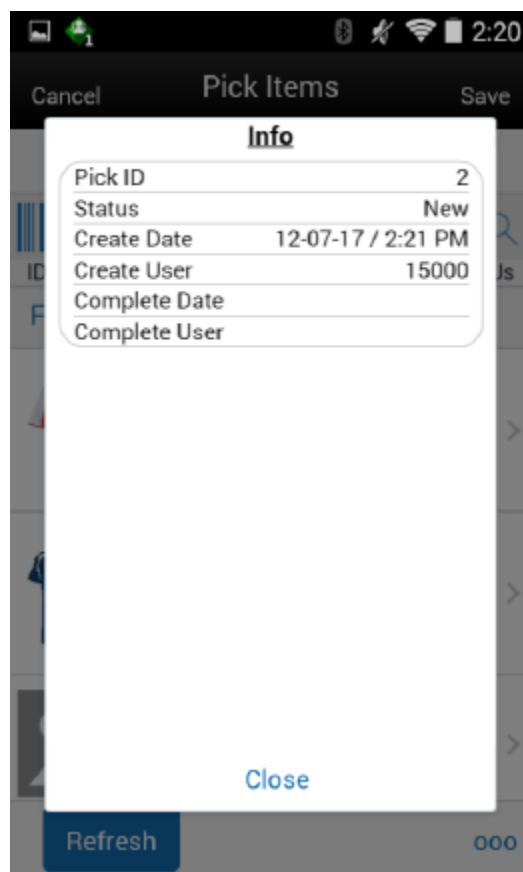 1 2:20
Cancel Pick Items Save
Info
Pick ID 2
Status New
Create Date 12-07-17 / 2:21 PM
Create User 15000
Complete Date
Complete User
Close
Refresh ooo